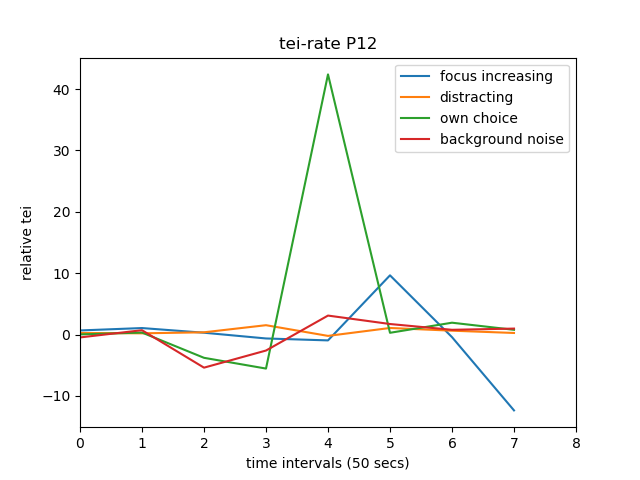 tei-rate P12
focus increasing
distracting
own choice
background noise
relative tei
40
30
20
10
0
−10
0 1 2 3 4 5 6 7 8
time intervals (50 secs)